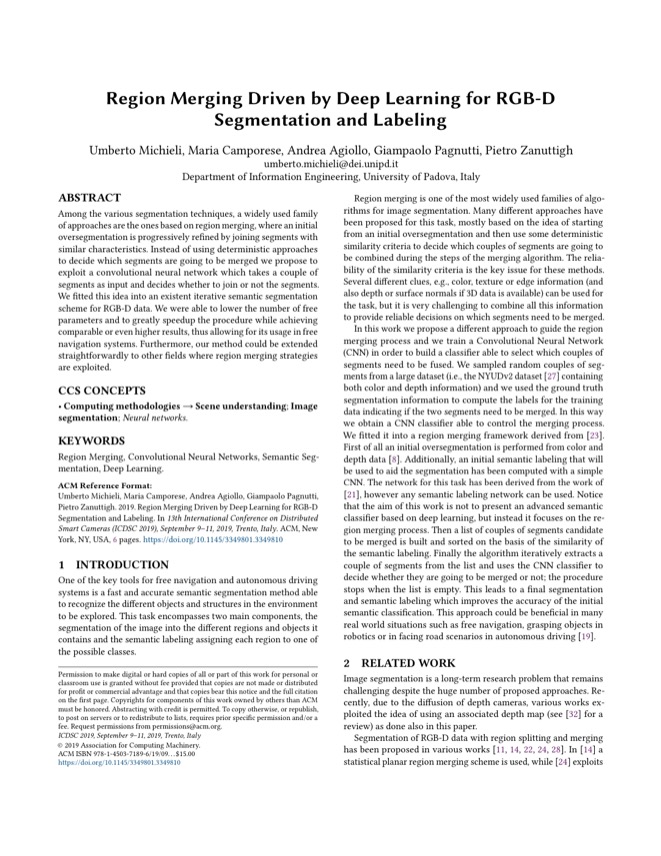 Region Merging Driven by Deep Learning for RGB-D
Segmentation and Labeling
Umberto Michieli, Maria Camporese, Andrea Agiollo, Giampaolo Pagnutti, Pietro Zanuttigh
umberto.michieli@dei.unipd.it
Department of Information Engineering, University of Padova, Italy
ABSTRACT
Among the various segmentation techniques, a widely used family
of approaches are the ones based on region merging, where an initial
oversegmentation is progressively refined by joining segments with
similar characteristics. Instead of using deterministic approaches
to decide which segments are going to be merged we propose to
exploit a convolutional neural network which takes a couple of
segments as input and decides whether to join or not the segments.
We fitted this idea into an existent iterative semantic segmentation
scheme for RGB-D data. We were able to lower the number of free
parameters and to greatly speedup the procedure while achieving
comparable or even higher results, thus allowing for its usage in free
navigation systems. Furthermore, our method could be extended
straightforwardly to other fields where region merging strategies
are exploited.
CCS CONCEPTS
• Computing methodologies → Scene understanding; Image
segmentation; Neural networks.
KEYWORDS
Region Merging, Convolutional Neural Networks, Semantic Seg-
mentation, Deep Learning.
ACM Reference Format:
Umberto Michieli, Maria Camporese, Andrea Agiollo, Giampaolo Pagnutti,
Pietro Zanuttigh. 2019. Region Merging Driven by Deep Learning for RGB-D
Segmentation and Labeling. In 13th International Conference on Distributed
Smart Cameras (ICDSC 2019), September 9–11, 2019, Trento, Italy. ACM, New
York, NY, USA, 6 pages. https://doi.org/10.1145/3349801.3349810
1 INTRODUCTION
One of the key tools for free navigation and autonomous driving
systems is a fast and accurate semantic segmentation method able
to recognize the different objects and structures in the environment
to be explored. This task encompasses two main components, the
segmentation of the image into the different regions and objects it
contains and the semantic labeling assigning each region to one of
the possible classes.
Permission to make digital or hard copies of all or part of this work for personal or
classroom use is granted without fee provided that copies are not made or distributed
for profit or commercial advantage and that copies bear this notice and the full citation
on the first page. Copyrights for components of this work owned by others than ACM
must be honored. Abstracting with credit is permitted. To copy otherwise, or republish,
to post on servers or to redistribute to lists, requires prior specific permission and/or a
fee. Request permissions from permissions@acm.org.
ICDSC 2019, September 9–11, 2019, Trento, Italy
© 2019 Association for Computing Machinery.
ACM ISBN 978-1-4503-7189-6/19/09...$15.00
https://doi.org/10.1145/3349801.3349810
Region merging is one of the most widely used families of algo-
rithms for image segmentation. Many different approaches have
been proposed for this task, mostly based on the idea of starting
from an initial oversegmentation and then use some deterministic
similarity criteria to decide which couples of segments are going to
be combined during the steps of the merging algorithm. The relia-
bility of the similarity criteria is the key issue for these methods.
Several different clues, e.g., color, texture or edge information (and
also depth or surface normals if 3D data is available) can be used for
the task, but it is very challenging to combine all this information
to provide reliable decisions on which segments need to be merged.
In this work we propose a different approach to guide the region
merging process and we train a Convolutional Neural Network
(CNN) in order to build a classifier able to select which couples of
segments need to be fused. We sampled random couples of seg-
ments from a large dataset (i.e., the NYUDv2 dataset [27] containing
both color and depth information) and we used the ground truth
segmentation information to compute the labels for the training
data indicating if the two segments need to be merged. In this way
we obtain a CNN classifier able to control the merging process.
We fitted it into a region merging framework derived from [23].
First of all an initial oversegmentation is performed from color and
depth data [8]. Additionally, an initial semantic labeling that will
be used to aid the segmentation has been computed with a simple
CNN. The network for this task has been derived from the work of
[21], however any semantic labeling network can be used. Notice
that the aim of this work is not to present an advanced semantic
classifier based on deep learning, but instead it focuses on the re-
gion merging process. Then a list of couples of segments candidate
to be merged is built and sorted on the basis of the similarity of
the semantic labeling. Finally the algorithm iteratively extracts a
couple of segments from the list and uses the CNN classifier to
decide whether they are going to be merged or not; the procedure
stops when the list is empty. This leads to a final segmentation
and semantic labeling which improves the accuracy of the initial
semantic classification. This approach could be beneficial in many
real world situations such as free navigation, grasping objects in
robotics or in facing road scenarios in autonomous driving [19].
2 RELATED WORK
Image segmentation is a long-term research problem that remains
challenging despite the huge number of proposed approaches. Re-
cently, due to the diffusion of depth cameras, various works ex-
ploited the idea of using an associated depth map (see [32] for a
review) as done also in this paper.
Segmentation of RGB-D data with region splitting and merging
has been proposed in various works [11, 14, 22, 24, 28]. In [14] a
statistical planar region merging scheme is used, while [24] exploits